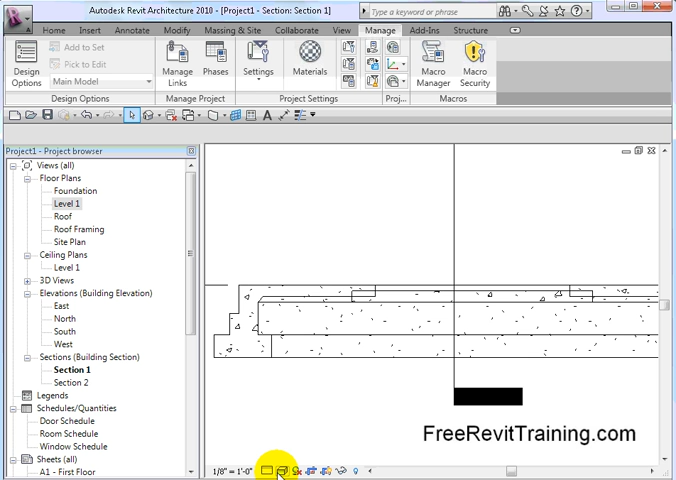 Autodesk Revit Architecture 2010 - [Project1 - Section: Section 1]
Type a keyword or phrase
Home Insert Annotate Modify Massing & Site Collaborate View Manage Add-Ins Structure
Design Options
Add to Set
Pick to Edit
Main Model
Manage Links
Phases
Settings
Materials
Macro Manager
Macro Security
Design Options Manage Project Project Settings Proj... Macros
Project1 - Project browser
Views (all)
Floor Plans
Foundation
Level 1
Roof
Roof Framing
Site Plan
Ceiling Plans
Level 1
3D Views
Elevations (Building Elevation)
East
North
South
West
Sections (Building Section)
Section 1
Section 2
Legends
Schedules/Quantities
Door Schedule
Room Schedule
Window Schedule
Sheets (all)
A1 - First Floor
FreeRevitTraining.com
1/8" = 1'-0"